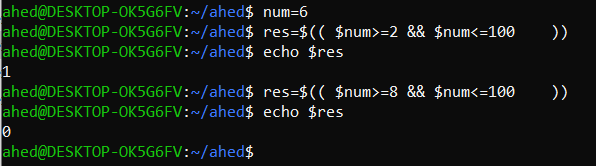 ahed@DESKTOP-OK5G6FV:~/ahed$ num=6
ahed@DESKTOP-OK5G6FV:~/ahed$ res=$(( $num>=2 && $num<=100    ))
ahed@DESKTOP-OK5G6FV:~/ahed$ echo $res
1
ahed@DESKTOP-OK5G6FV:~/ahed$ res=$(( $num>=8 && $num<=100    ))
ahed@DESKTOP-OK5G6FV:~/ahed$ echo $res
0
ahed@DESKTOP-OK5G6FV:~/ahed$